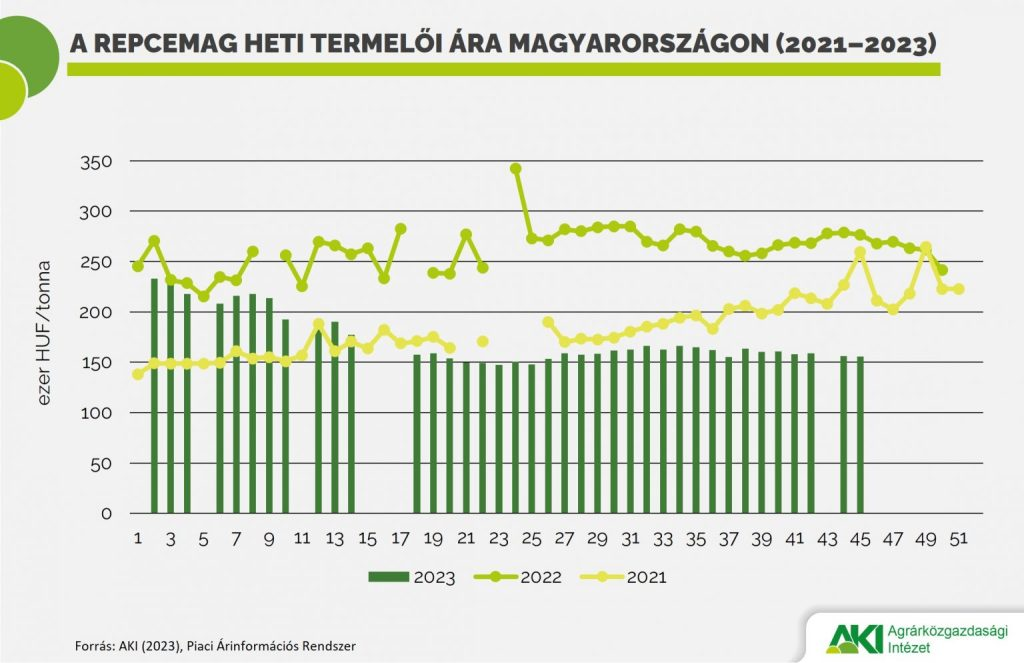 A REPCEMAG HETI TERMELŐI ÁRA MAGYARORSZÁGON (2021–2023)
ezer HUF/tonna
350
300
250
200
150
100
50
0
1 3 5 7 9 11 13 15 17 19 21 23 25 27 29 31 33 35 37 39 41 43 45 47 49 51
2023 2022 2021
Forrás: AKI (2023), Piaci Árinformációs Rendszer
AKI Agrárközgazdasági
Intézet